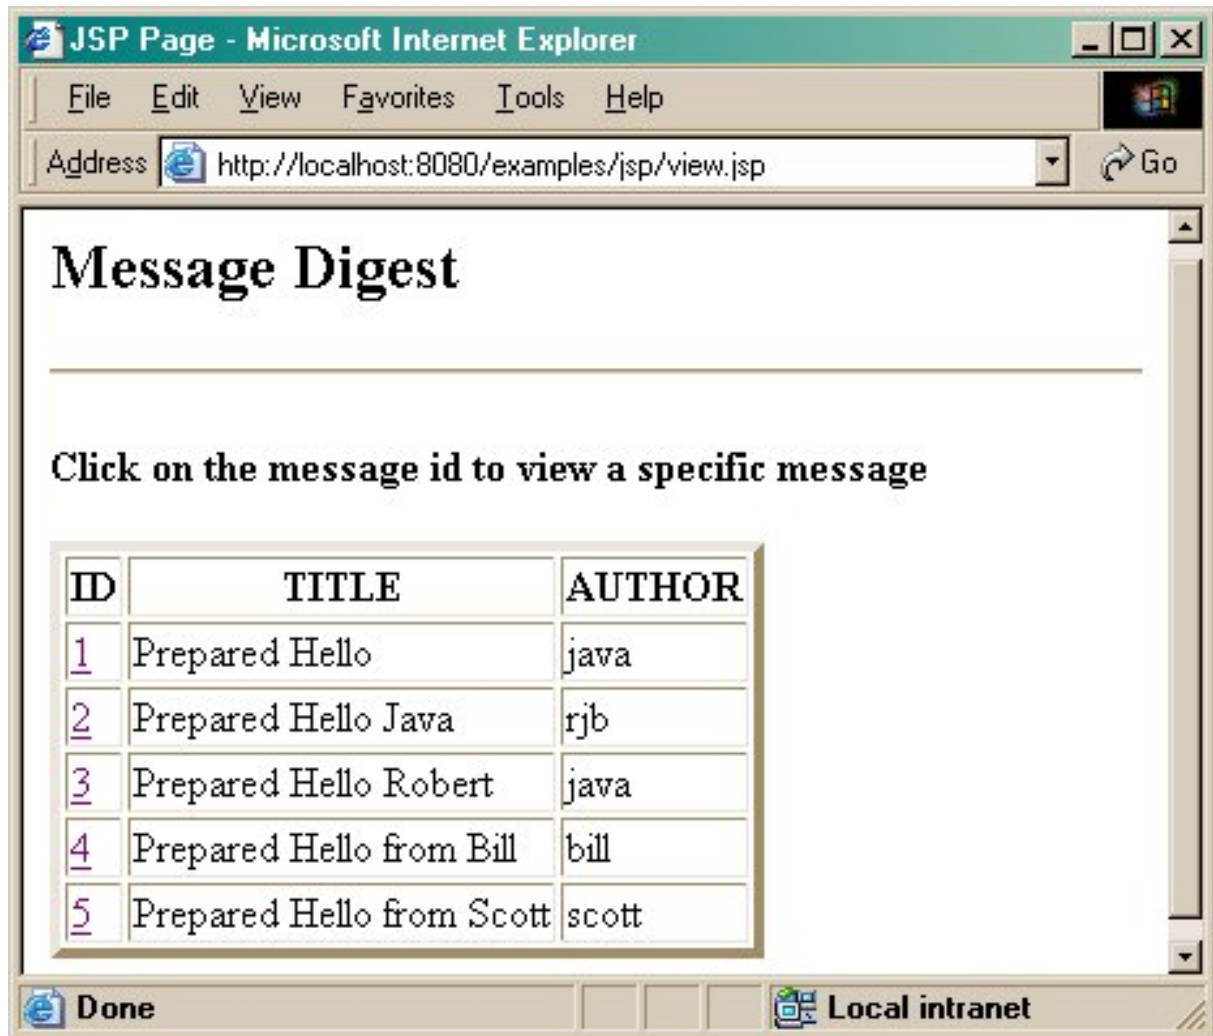 JSP Page - Microsoft Internet Explorer
File Edit View Favorites Tools Help
Address http://localhost:8080/examples/jsp/view.jsp Go
Message Digest
Click on the message id to view a specific message
ID TITLE AUTHOR
1 Prepared Hello java
2 Prepared Hello Java rjb
3 Prepared Hello Robert java
4 Prepared Hello from Bill bill
5 Prepared Hello from Scott scott
Done Local intranet